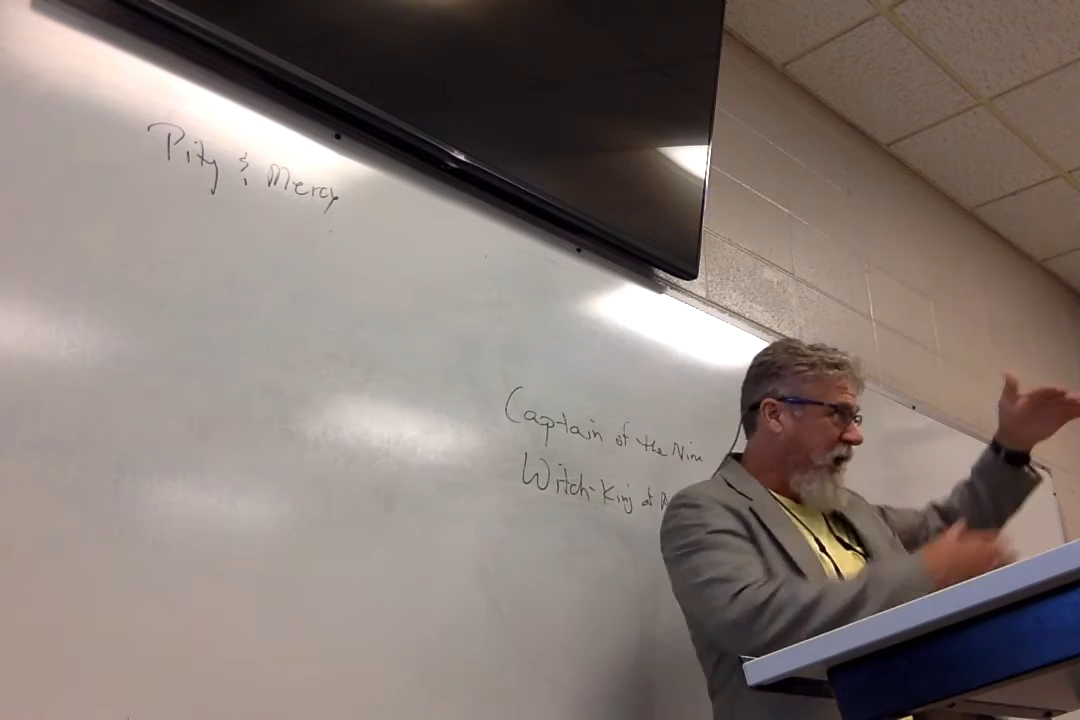 Pity & Mercy
Captain of the Nine
Witch-King of